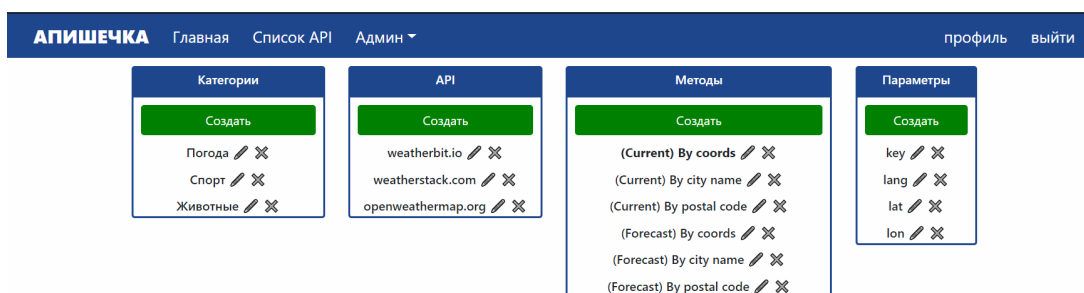 АПИШЕЧКА Главная Список API Админ профиль выйти
Категории
Создать
Погода
Спорт
Животные
API
Создать
weatherbit.io
weatherstack.com
openweathermap.org
Методы
Создать
(Current) By coords
(Current) By city name
(Current) By postal code
(Forecast) By coords
(Forecast) By city name
(Forecast) By postal code
Параметры
Создать
key
lang
lat
lon